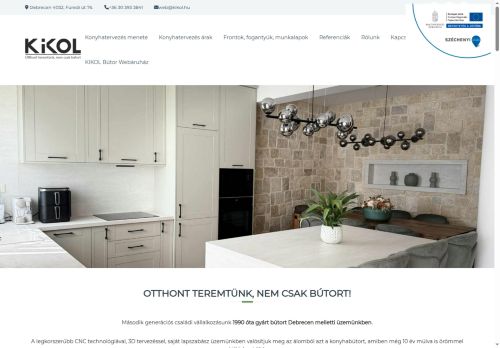 Debrecen 4032, Füredi út 76.
+36 30 393 3841
web@kikol.hu
KiKOL
Otthont teremtünk, nem csak bútort
Konyhatervezés menete
Konyhatervezés árak
Frontok, fogantyúk, munkalapok
Referenciák
Rólunk
Kapc
KIKOL Bútor Webáruház
SZÉCHENYI
OTTHONT TEREMTÜNK, NEM CSAK BÚTORT!
Második generációs családi vállalkozásunk 1990 óta gyárt bútort Debrecen melletti üzemünkben.
A legkorszerűbb CNC technológiával, 3D tervezéssel, saját lapszabász üzemünkben valósítjuk meg az álomból azt a konyhabútort, amiben még 10 év múlva is örömmel